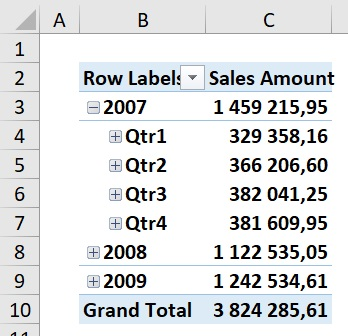 A B C
1
2 Row Labels Sales Amount
3 2007 1 459 215,95
4 Qtr1 329 358,16
5 Qtr2 366 206,60
6 Qtr3 382 041,25
7 Qtr4 381 609,95
8 2008 1 122 535,05
9 2009 1 242 534,61
10 Grand Total 3 824 285,61
11